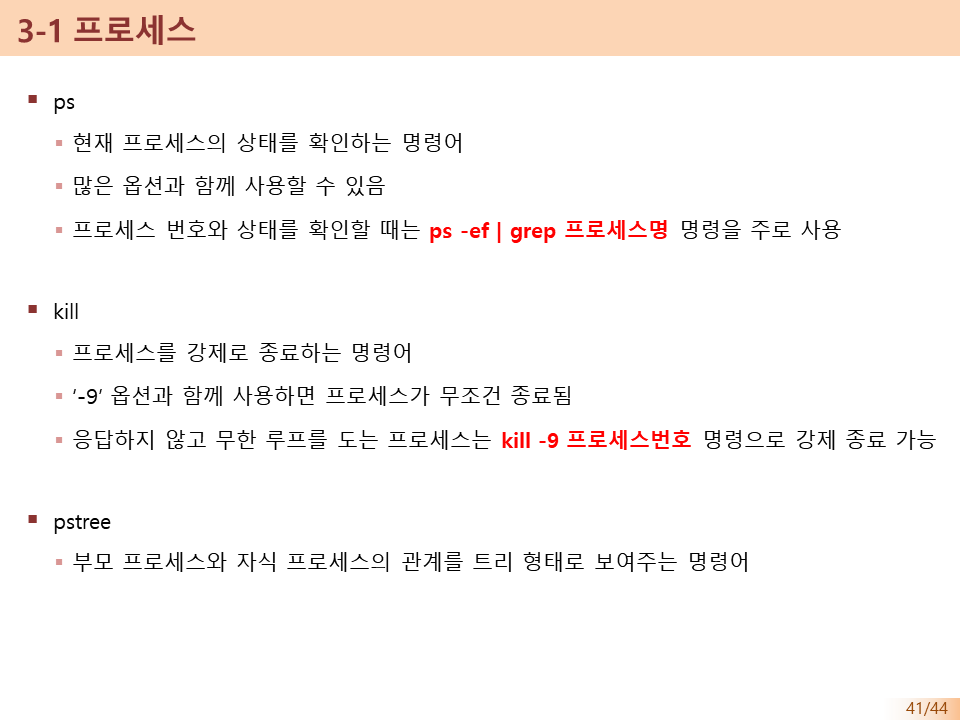 3-1 프로세스
ps
현재 프로세스의 상태를 확인하는 명령어
많은 옵션과 함께 사용할 수 있음
프로세스 번호와 상태를 확인할 때는 ps -ef | grep 프로세스명 명령을 주로 사용
kill
프로세스를 강제로 종료하는 명령어
'-9' 옵션과 함께 사용하면 프로세스가 무조건 종료됨
응답하지 않고 무한 루프를 도는 프로세스는 kill -9 프로세스번호 명령으로 강제 종료 가능
pstree
부모 프로세스와 자식 프로세스의 관계를 트리 형태로 보여주는 명령어
41/44